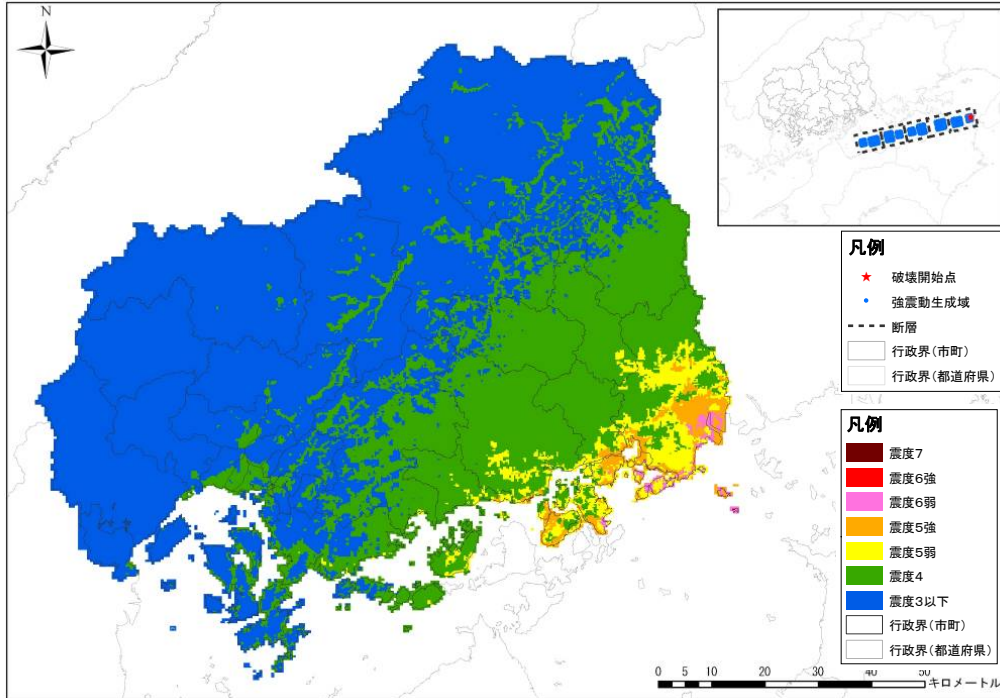 N
凡例
破壊開始点
強震動生成域
断層
行政界(市町)
行政界(都道府県)
凡例
震度7
震度6強
震度6弱
震度5強
震度5弱
震度4
震度3以下
行政界(市町)
行政界(都道府県)
0 5 10 20 30 40 50
キロメートル